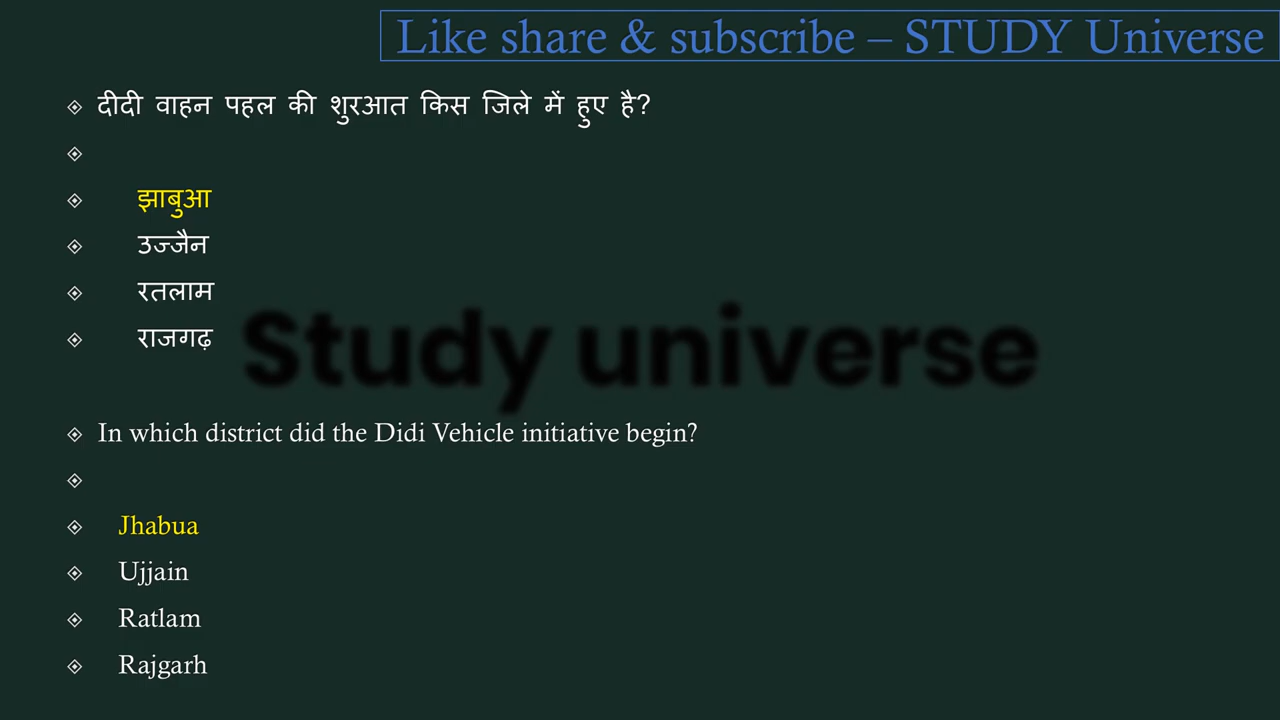 Like share & subscribe – STUDY Universe
दीदी वाहन पहल की शुरआत किस जिले में हुए है?
झाबुआ
उज्जैन
रतलाम
राजगढ़
Study universe
In which district did the Didi Vehicle initiative begin?
Jhabua
Ujjain
Ratlam
Rajgarh